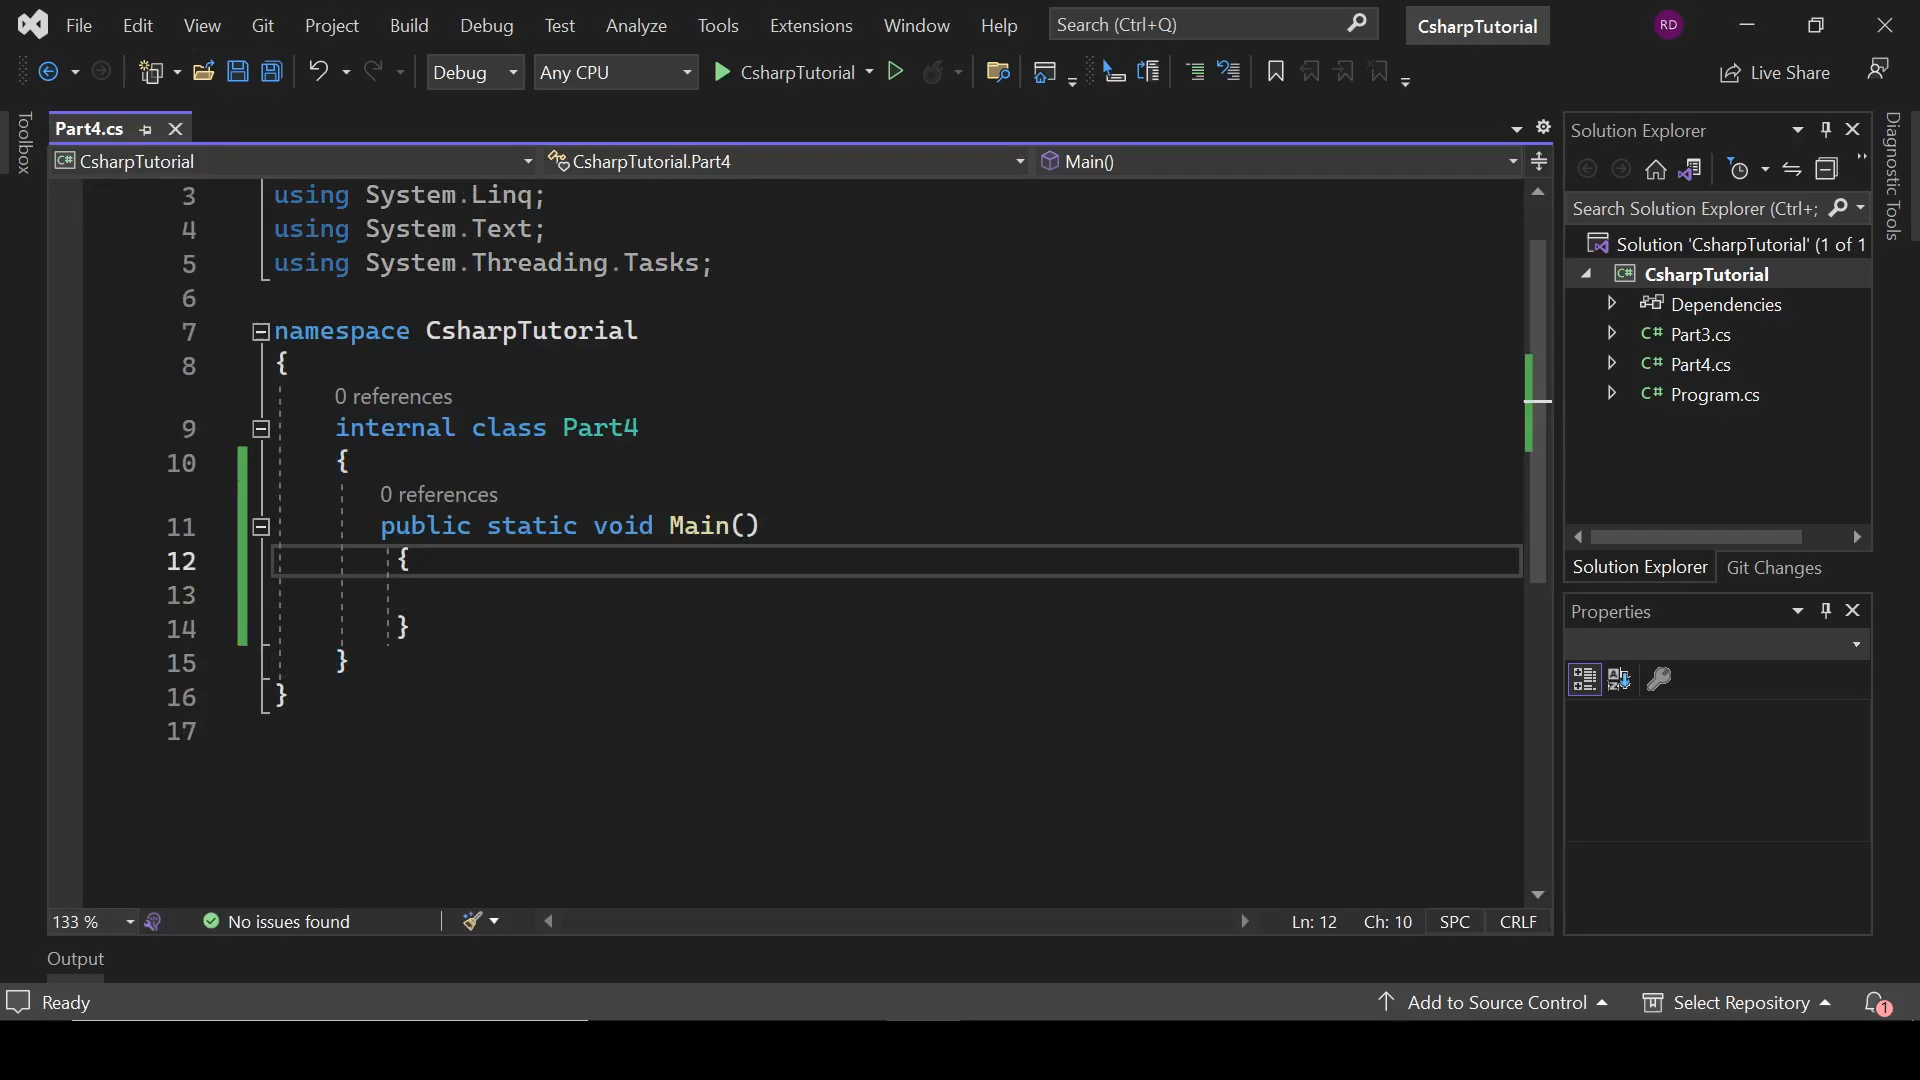 File Edit View Git Project Build Debug Test Analyze Tools Extensions Window Help Search (Ctrl+Q) CsharpTutorial RD
Debug Any CPU CsharpTutorial Live Share
Toolbox
Part4.cs
CsharpTutorial CsharpTutorial.Part4 Main()
3 using System.Linq;
4 using System.Text;
5 using System.Threading.Tasks;
6
7 namespace CsharpTutorial
8 {
0 references
9 internal class Part4
10 {
0 references
11 public static void Main()
12 {
13
14 }
15 }
16 }
17
133 % No issues found Ln: 12 Ch: 10 SPC CRLF
Solution Explorer
Search Solution Explorer (Ctrl+;
Solution 'CsharpTutorial' (1 of 1
C# CsharpTutorial
Dependencies
C# Part3.cs
C# Part4.cs
C# Program.cs
Solution Explorer Git Changes
Properties
Diagnostic Tools
Output
Ready Add to Source Control Select Repository 1